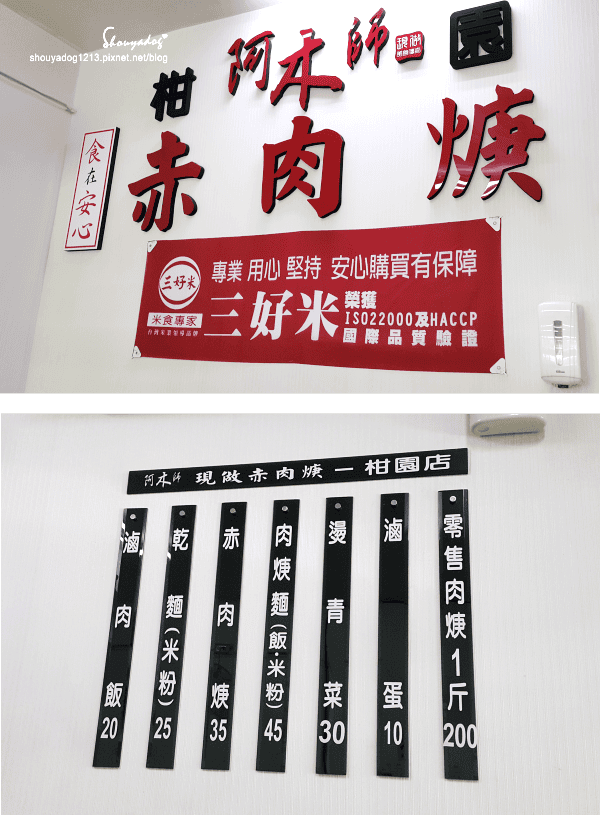 Shouyadog
shouyadog1213.pixnet.net/blog
阿木師
柑園
赤肉焿
食在安心
三好米
米食專家
專業 用心 堅持 安心購買有保障
三好米
榮獲
ISO22000及HACCP
國際品質驗證
阿木師 現做赤肉焿－柑園店
滷肉飯20
乾麵(米粉)25
赤肉焿35
肉焿麵(飯·米粉)45
燙青菜30
滷蛋10
零售肉焿1斤200